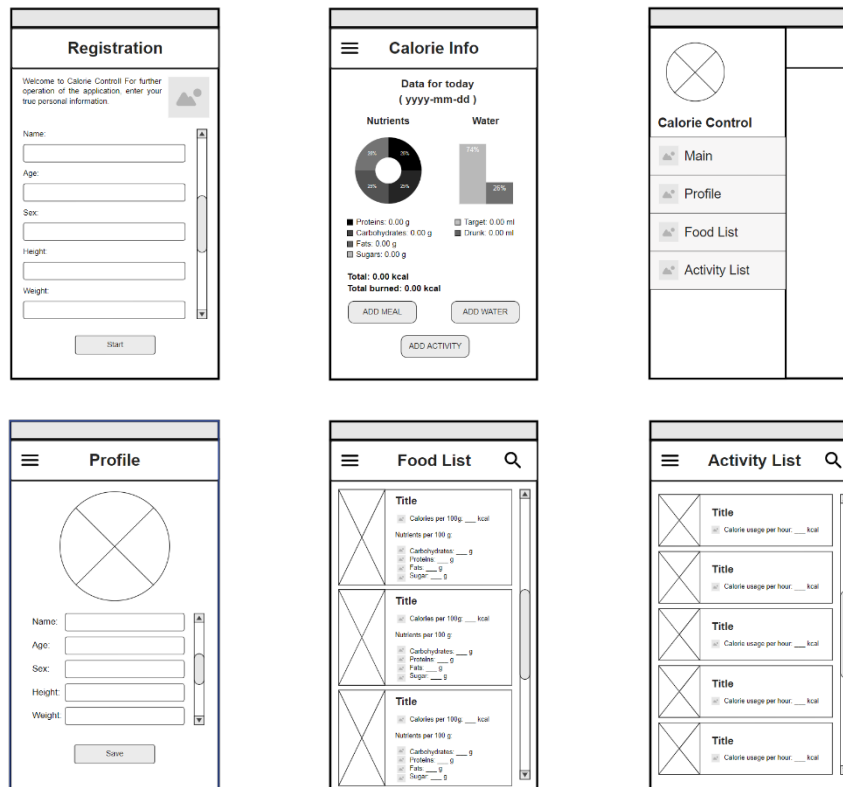 Registration
Welcome to Calorie Control! For further
operation of the application, enter your
true personal information.
Name:
Age:
Sex:
Height:
Weight:
Start
Calorie Info
Data for today
( yyyy-mm-dd )
Nutrients
Water
25%
25%
25%
25%
74%
26%
Proteins: 0.00 g
Carbohydrates: 0.00 g
Fats: 0.00 g
Sugars: 0.00 g
Target: 0.00 ml
Drunk: 0.00 ml
Total: 0.00 kcal
Total burned: 0.00 kcal
ADD MEAL
ADD WATER
ADD ACTIVITY
Calorie Control
Main
Profile
Food List
Activity List
Profile
Name:
Age:
Sex:
Height:
Weight:
Save
Food List
Title
Calories per 100g: ___ kcal
Nutrients per 100 g:
Carbohydrates: ___ g
Proteins: ___ g
Fats: ___ g
Sugar: ___ g
Title
Calories per 100g: ___ kcal
Nutrients per 100 g:
Carbohydrates: ___ g
Proteins: ___ g
Fats: ___ g
Sugar: ___ g
Title
Calories per 100g: ___ kcal
Nutrients per 100 g:
Carbohydrates: ___ g
Proteins: ___ g
Fats: ___ g
Sugar: ___ g
Activity List
Title
Calorie usage per hour: ___ kcal
Title
Calorie usage per hour: ___ kcal
Title
Calorie usage per hour: ___ kcal
Title
Calorie usage per hour: ___ kcal
Title
Calorie usage per hour: ___ kcal